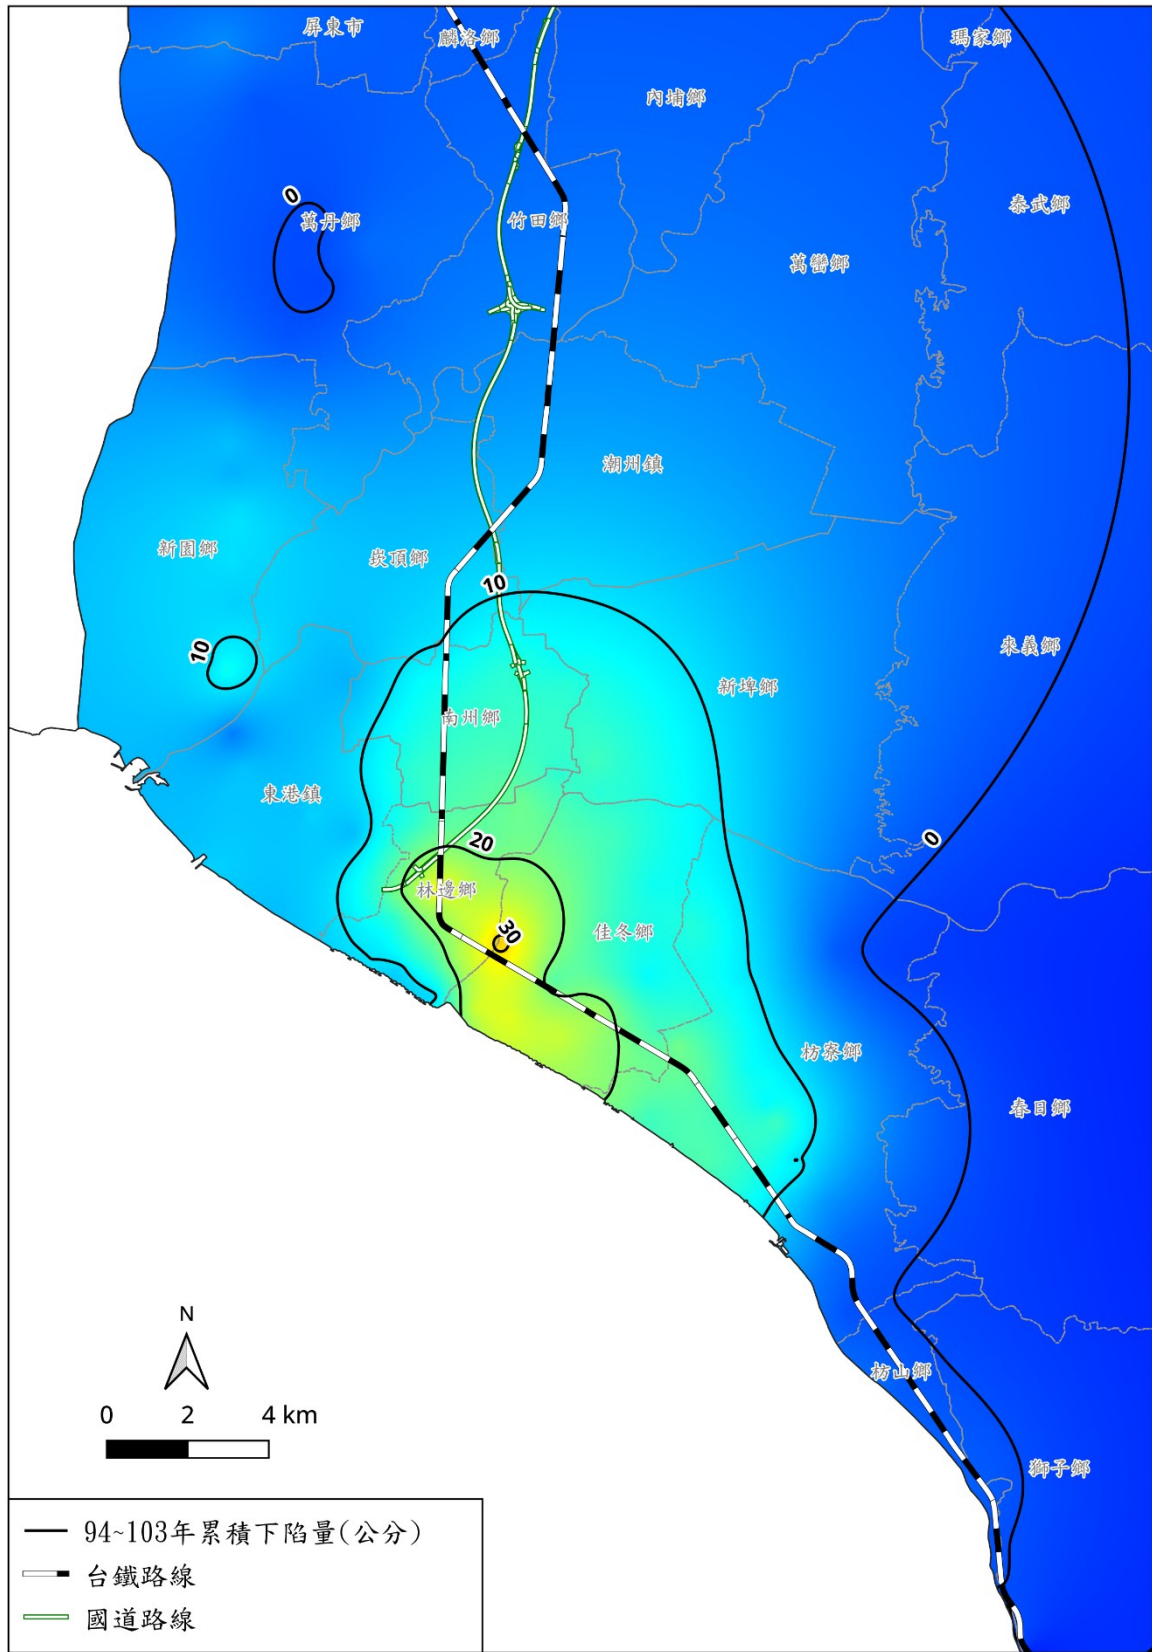 屏東市
麟洛鄉
瑪家鄉
內埔鄉
0
萬丹鄉
竹田鄉
泰武鄉
萬巒鄉
潮州鎮
新園鄉
崁頂鄉
10
10
來義鄉
新埤鄉
南州鄉
東港鎮
20
0
林邊鄉
30
佳冬鄉
枋寮鄉
春日鄉
N
枋山鄉
0 2 4 km
獅子鄉
94~103年累積下陷量(公分)
台鐵路線
國道路線